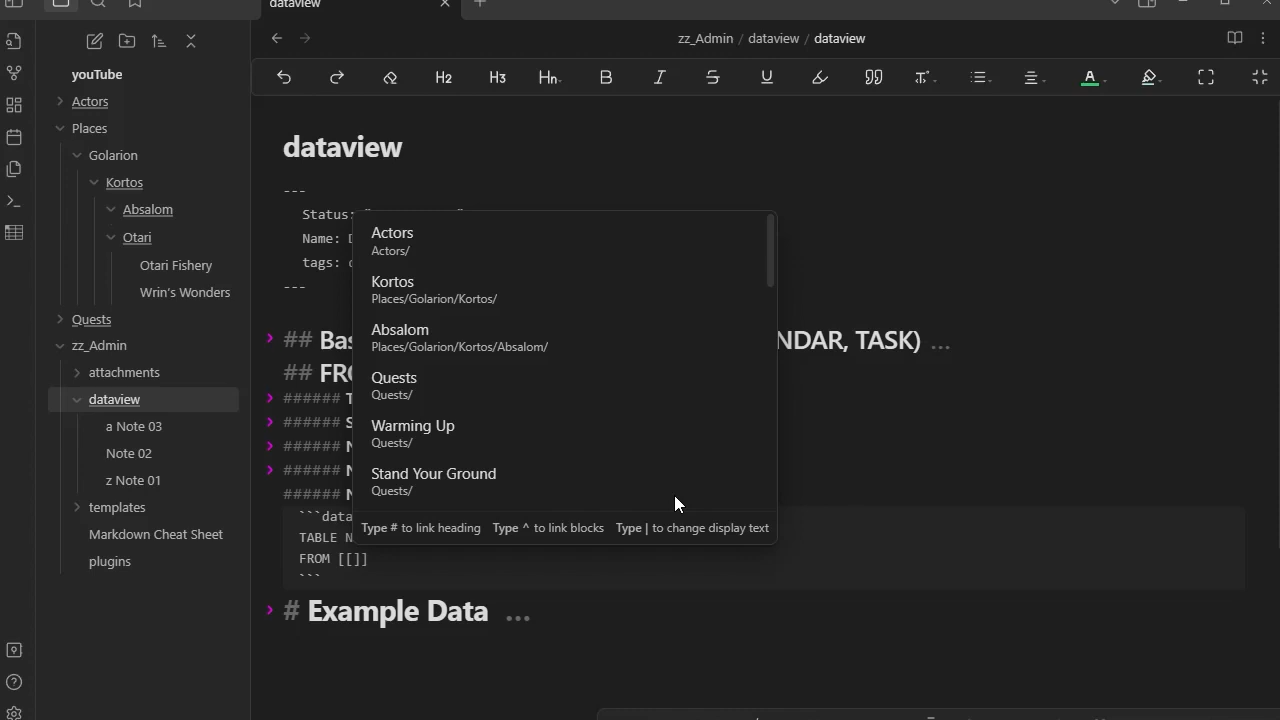 dataview
zz_Admin / dataview / dataview
youTube
Actors
Places
Golarion
Kortos
Absalom
Otari
Otari Fishery
Wrin's Wonders
Quests
zz_Admin
attachments
dataview
a Note 03
Note 02
z Note 01
templates
Markdown Cheat Sheet
plugins
H2 H3 Hn B I S U A
dataview
---
Status:
Name:
tags:
---
## Bas NDAR, TASK) ...
## FRO
###### T
###### S
###### N
###### N
###### N
```data
TABLE N
FROM [[]]
```
# Example Data ...
Actors
Actors/
Kortos
Places/Golarion/Kortos/
Absalom
Places/Golarion/Kortos/Absalom/
Quests
Quests/
Warming Up
Quests/
Stand Your Ground
Quests/
Type # to link heading Type ^ to link blocks Type | to change display text